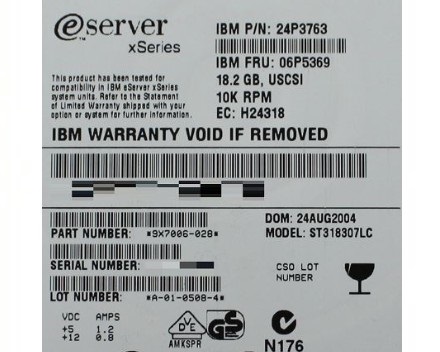 eserver
xSeries
IBM P/N: 24P3763
IBM FRU: 06P5369
18.2 GB, USCSI
10K RPM
EC: H24318
This product has been tested for
compatibility in IBM eServer xSeries
system units. Refer to the Statement
of Limited Warranty shipped with your
option or system for further information.
IBM WARRANTY VOID IF REMOVED
DOM: 24AUG2004
PART NUMBER: *9X7006-028*
MODEL: ST318307LC
SERIAL NUMBER:
CSO LOT
NUMBER
LOT NUMBER: *A-01-0508-4*
VDC AMPS
+5 1.2
+12 0.8
VDE
AMKSPR
GS
N176